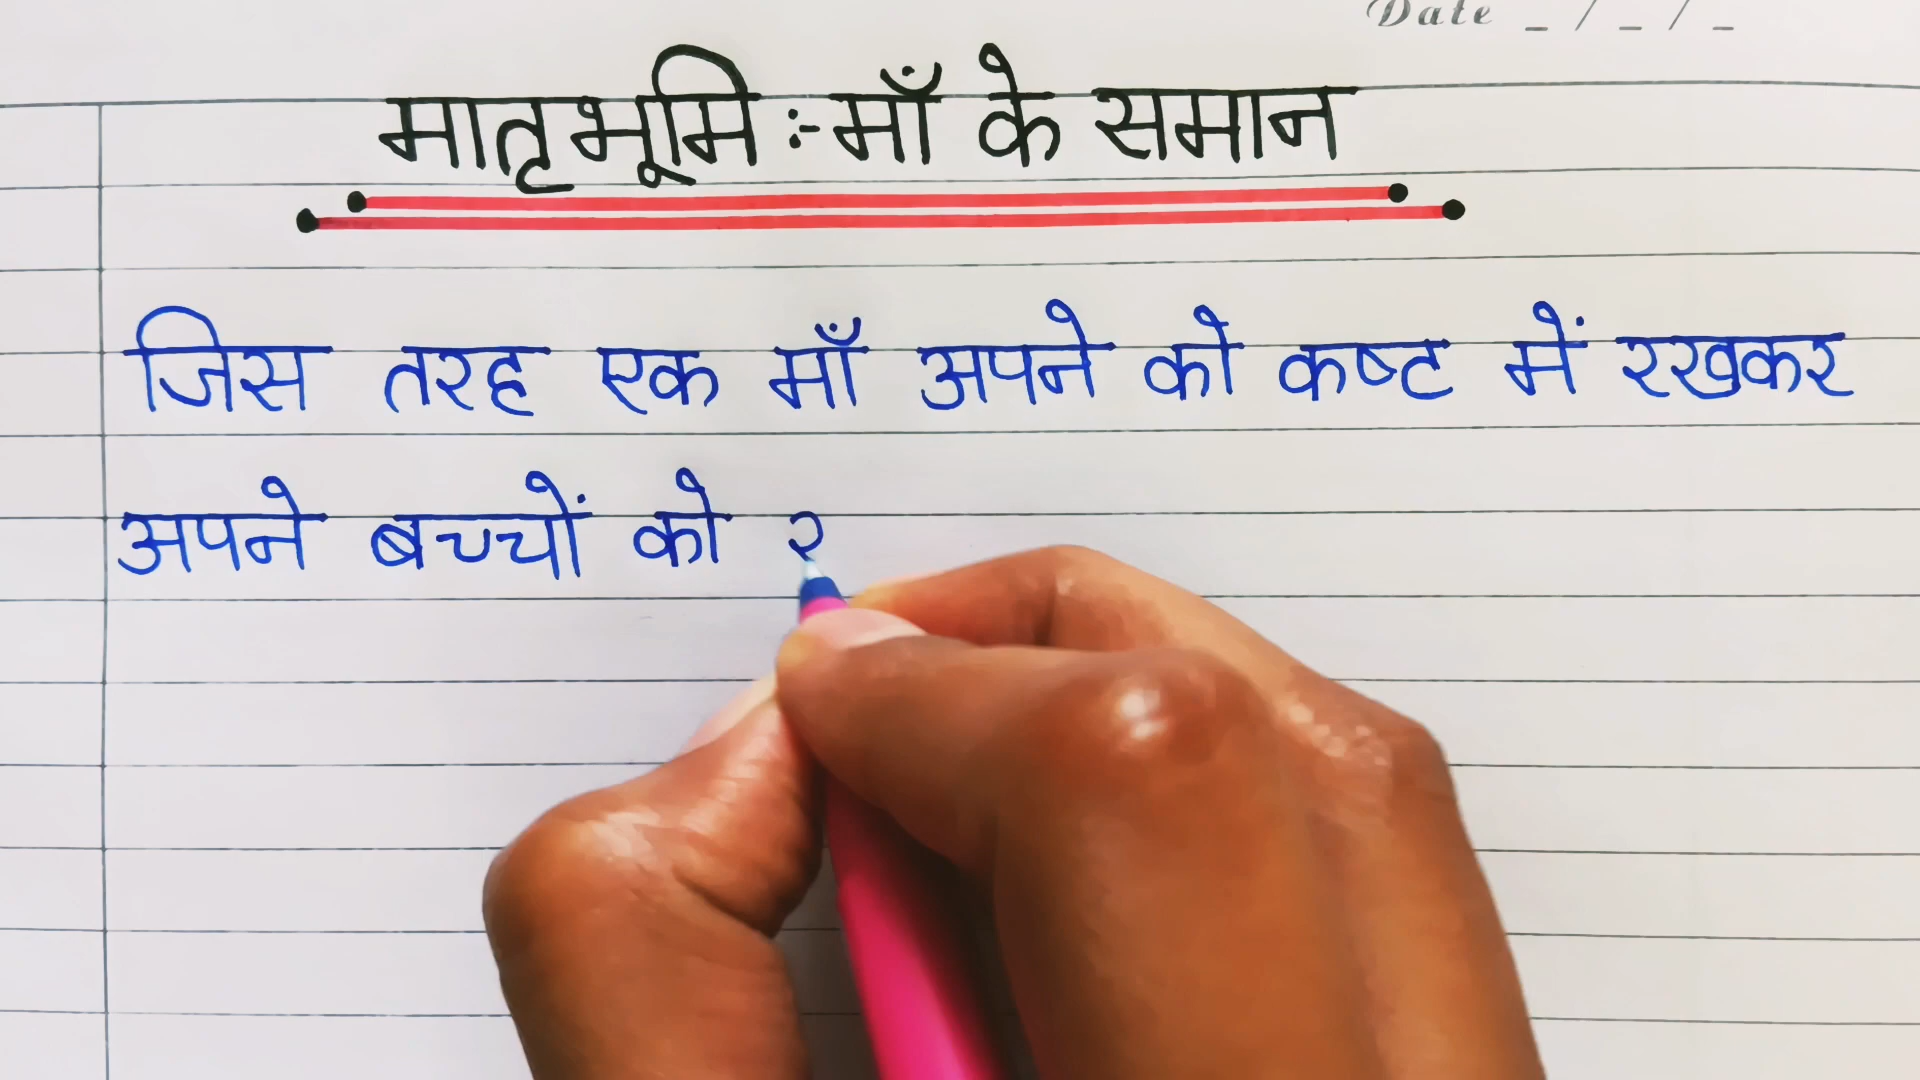 Date _ / _ / _
मातृभूमि :- माँ के समान
जिस तरह एक माँ अपने को कष्ट में रखकर
अपने बच्चों को र